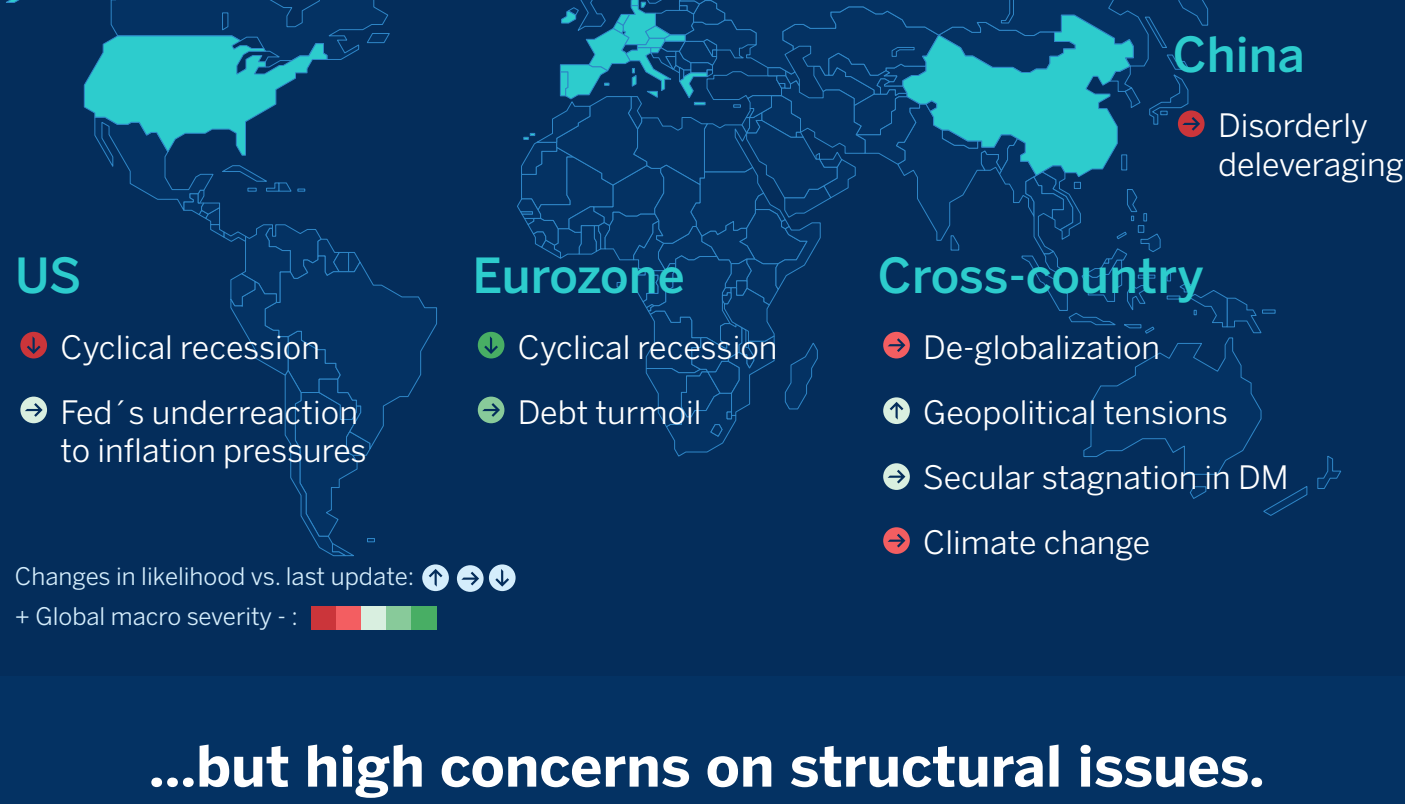 China
Disorderly
deleveraging
US
Cyclical recession
Fed´s underreaction
to inflation pressures
Eurozone
Cyclical recession
Debt turmoil
Cross-country
De-globalization
Geopolitical tensions
Secular stagnation in DM
Climate change
Changes in likelihood vs. last update:
+ Global macro severity - :
...but high concerns on structural issues.